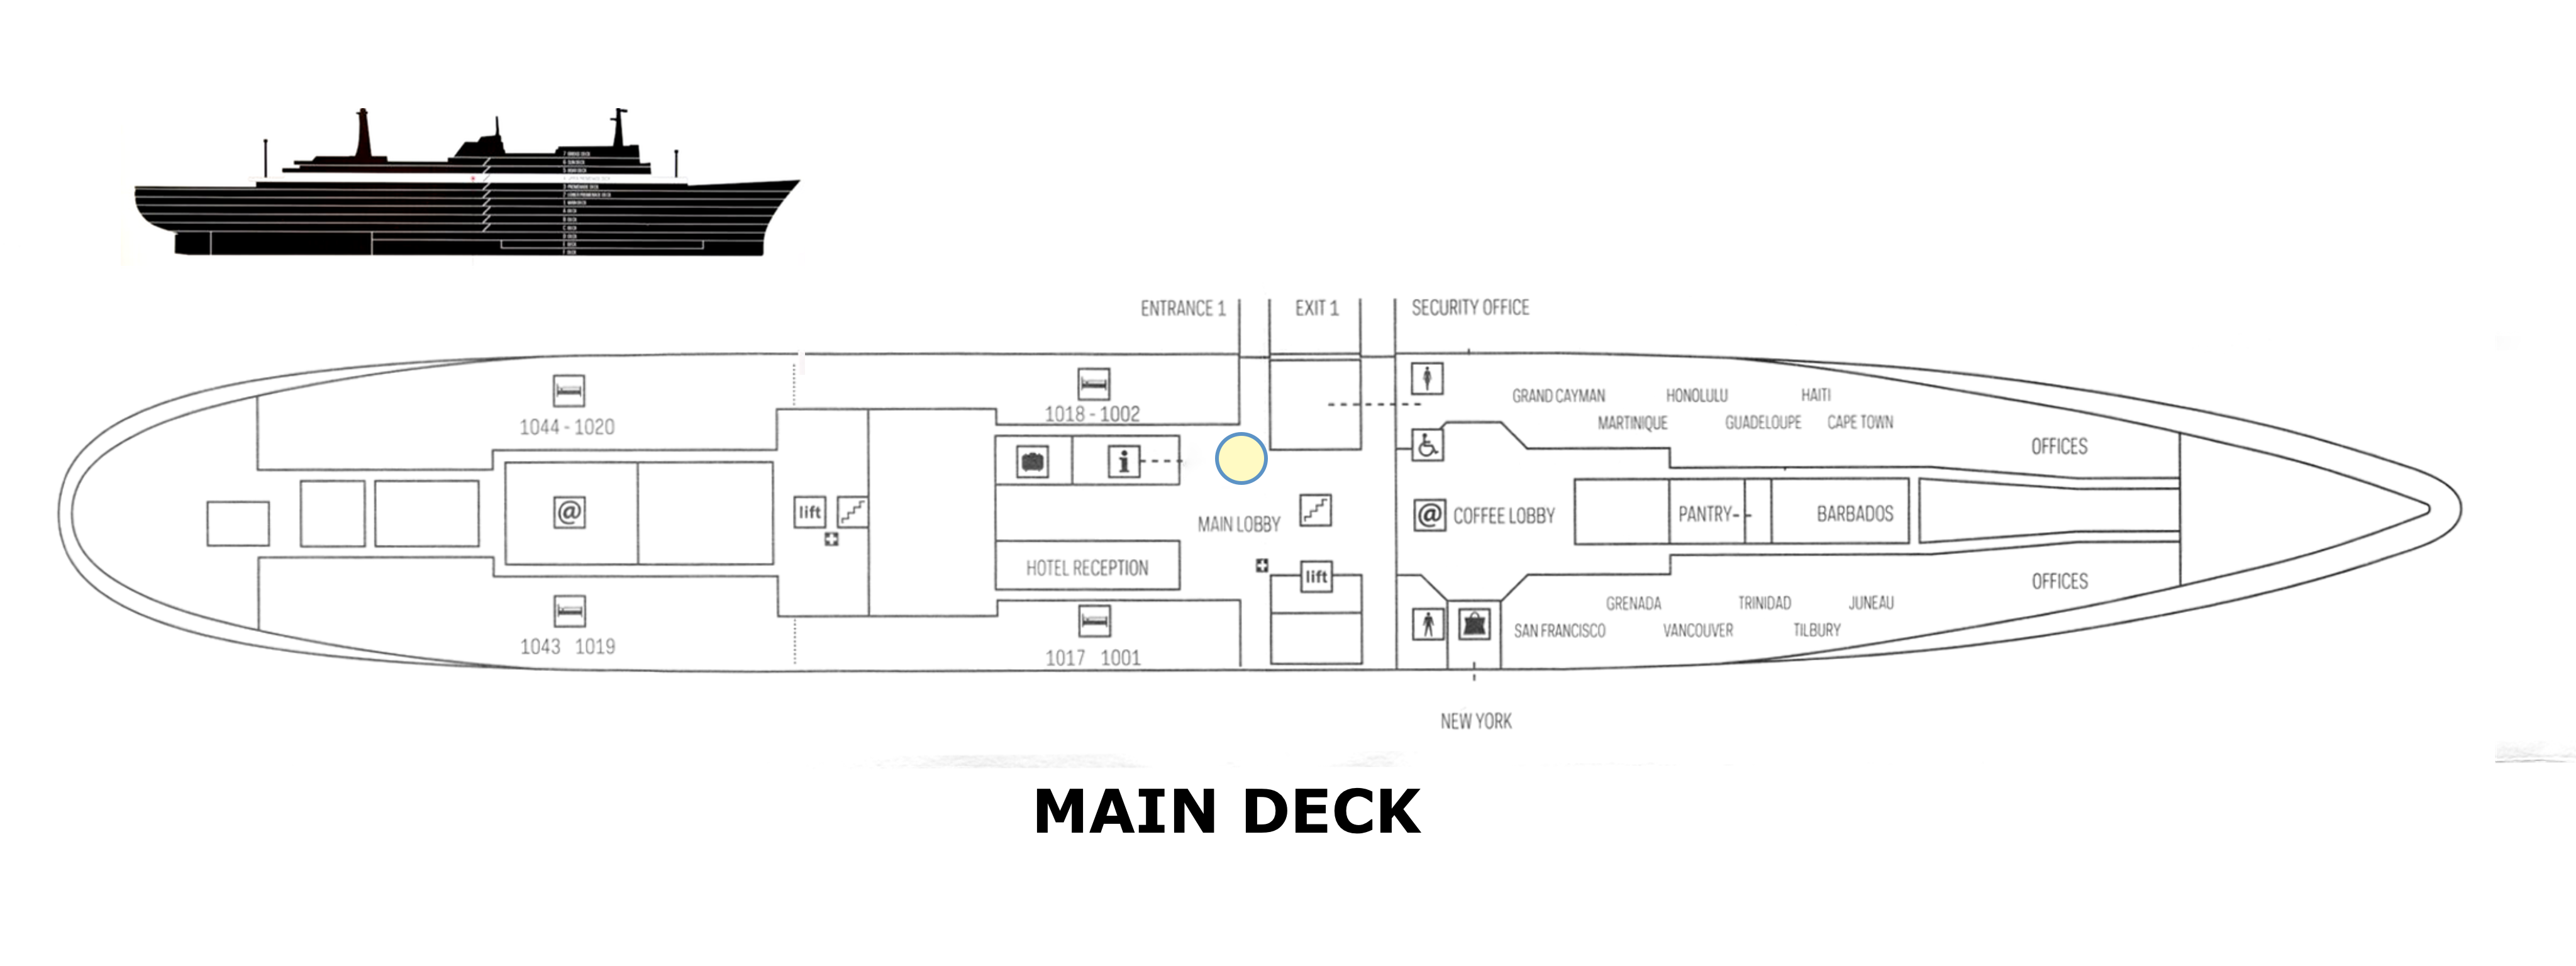 ENTRANCE 1
EXIT 1
SECURITY OFFICE
1044 - 1020
1018 - 1002
GRAND CAYMAN
HONOLULU
HAITI
MARTINIQUE
GUADELOUPE
CAPE TOWN
OFFICES
i
@
lift
MAIN LOBBY
@
COFFEE LOBBY
PANTRY
BARBADOS
HOTEL RECEPTION
lift
OFFICES
GRENADA
TRINIDAD
JUNEAU
SAN FRANCISCO
VANCOUVER
TILBURY
1043 1019
1017 1001
NEW YORK
MAIN DECK